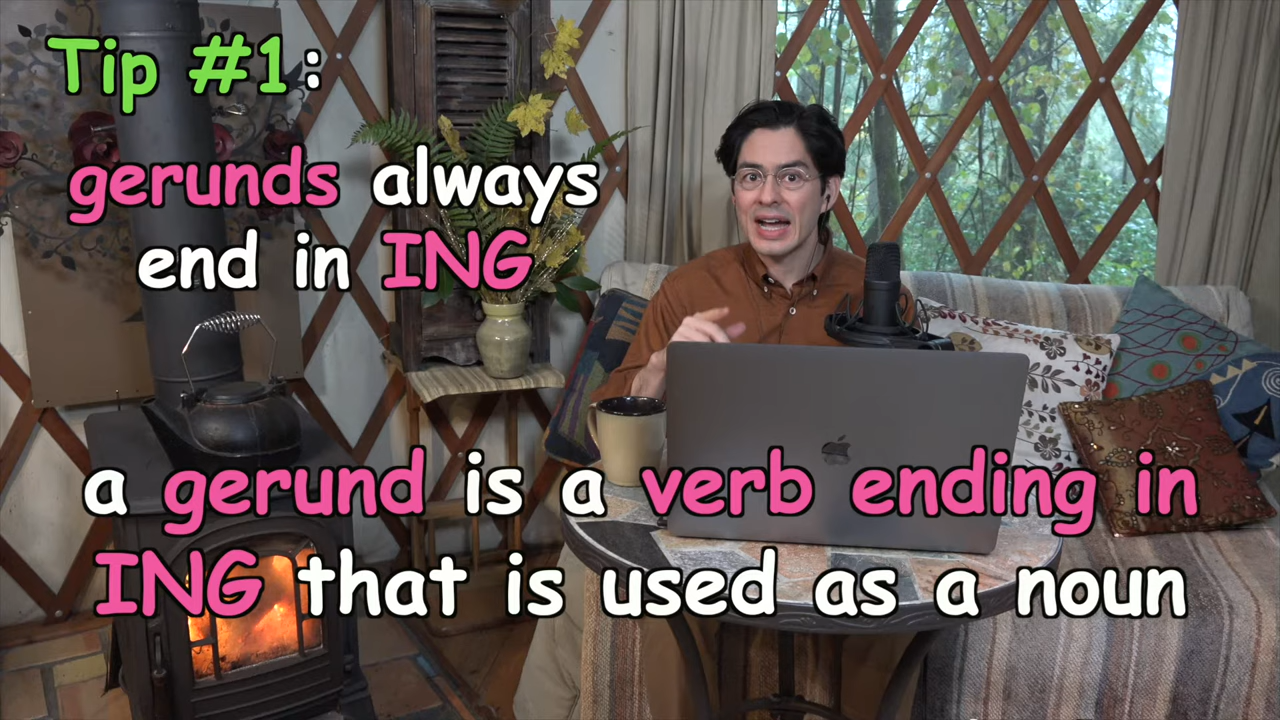 Tip #1:
gerunds always
end in ING
a gerund is a verb ending in
ING that is used as a noun